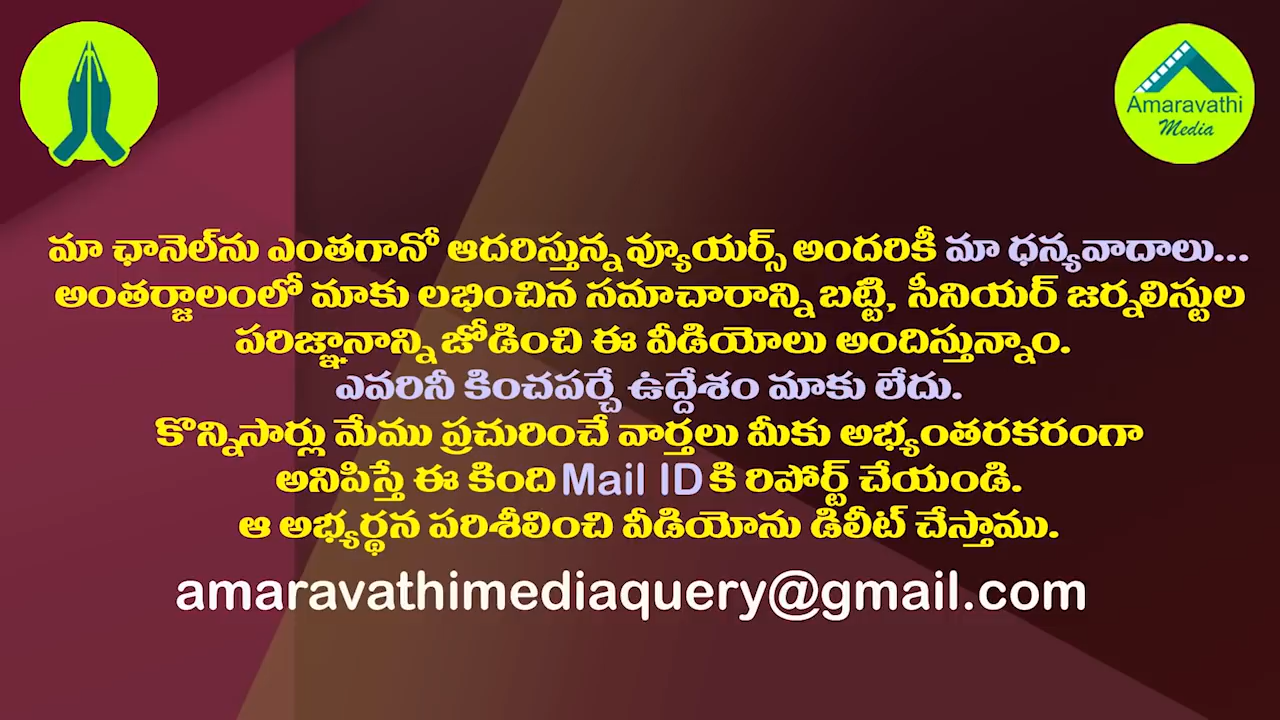 Amaravathi
Media
మా ఛానెల్‌ను ఎంతగానో ఆదరిస్తున్న వ్యూయర్స్ అందరికీ మా ధన్యవాదాలు...
అంతర్జాలంలో మాకు లభించిన సమాచారాన్ని బట్టి, సీనియర్ జర్నలిస్టుల
పరిజ్ఞానాన్ని జోడించి ఈ వీడియోలు అందిస్తున్నాం.
ఎవరినీ కించపర్చే ఉద్దేశం మాకు లేదు.
కొన్నిసార్లు మేము ప్రచురించే వార్తలు మీకు అభ్యంతరకరంగా
అనిపిస్తే ఈ కింది Mail ID కి రిపోర్ట్ చేయండి.
ఆ అభ్యర్థన పరిశీలించి వీడియోను డిలీట్ చేస్తాము.
amaravathimediaquery@gmail.com